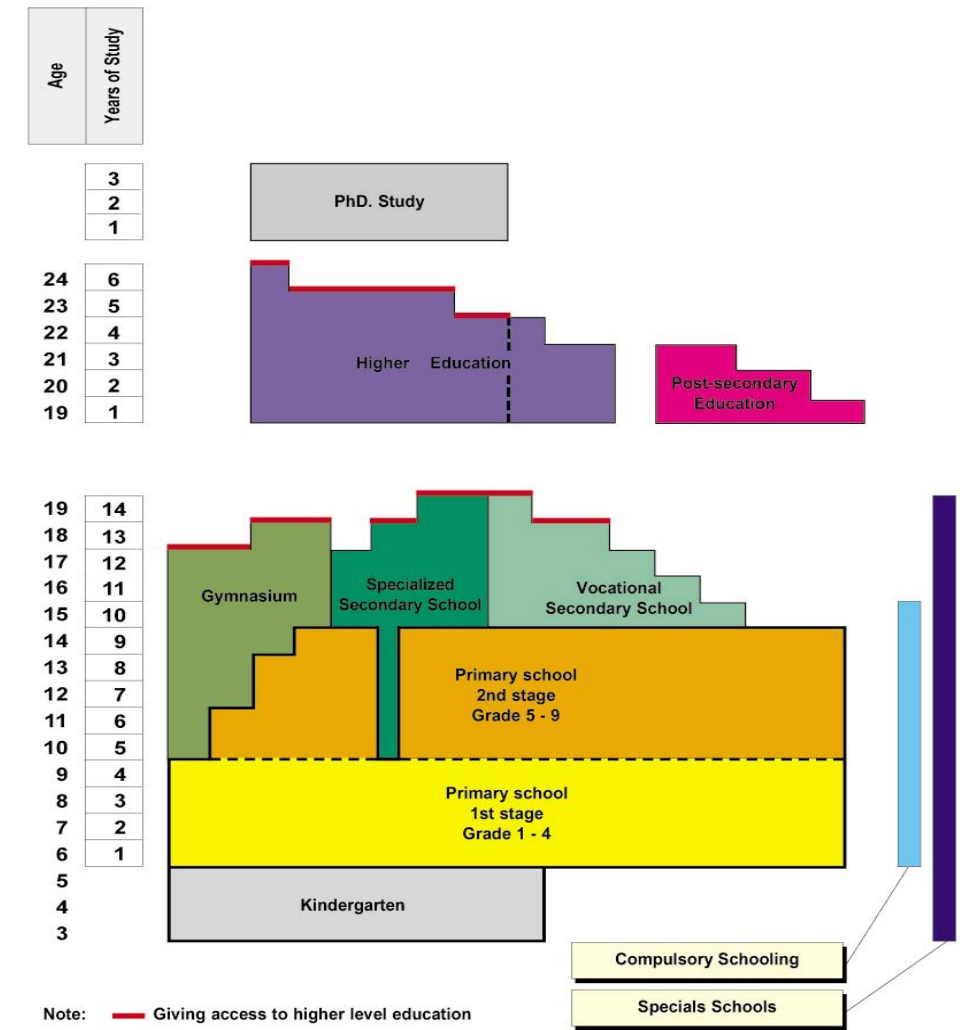 Age
Years of Study
3
2
1
PhD. Study
24 6
23 5
22 4
21 3
20 2
19 1
Higher Education
Post-secondary
Education
19 14
18 13
17 12
16 11
15 10
14 9
13 8
12 7
11 6
10 5
9 4
8 3
7 2
6 1
5
4
3
Gymnasium
Specialized
Secondary School
Vocational
Secondary School
Primary school
2nd stage
Grade 5 - 9
Primary school
1st stage
Grade 1 - 4
Kindergarten
Compulsory Schooling
Specials Schools
Note: Giving access to higher level education